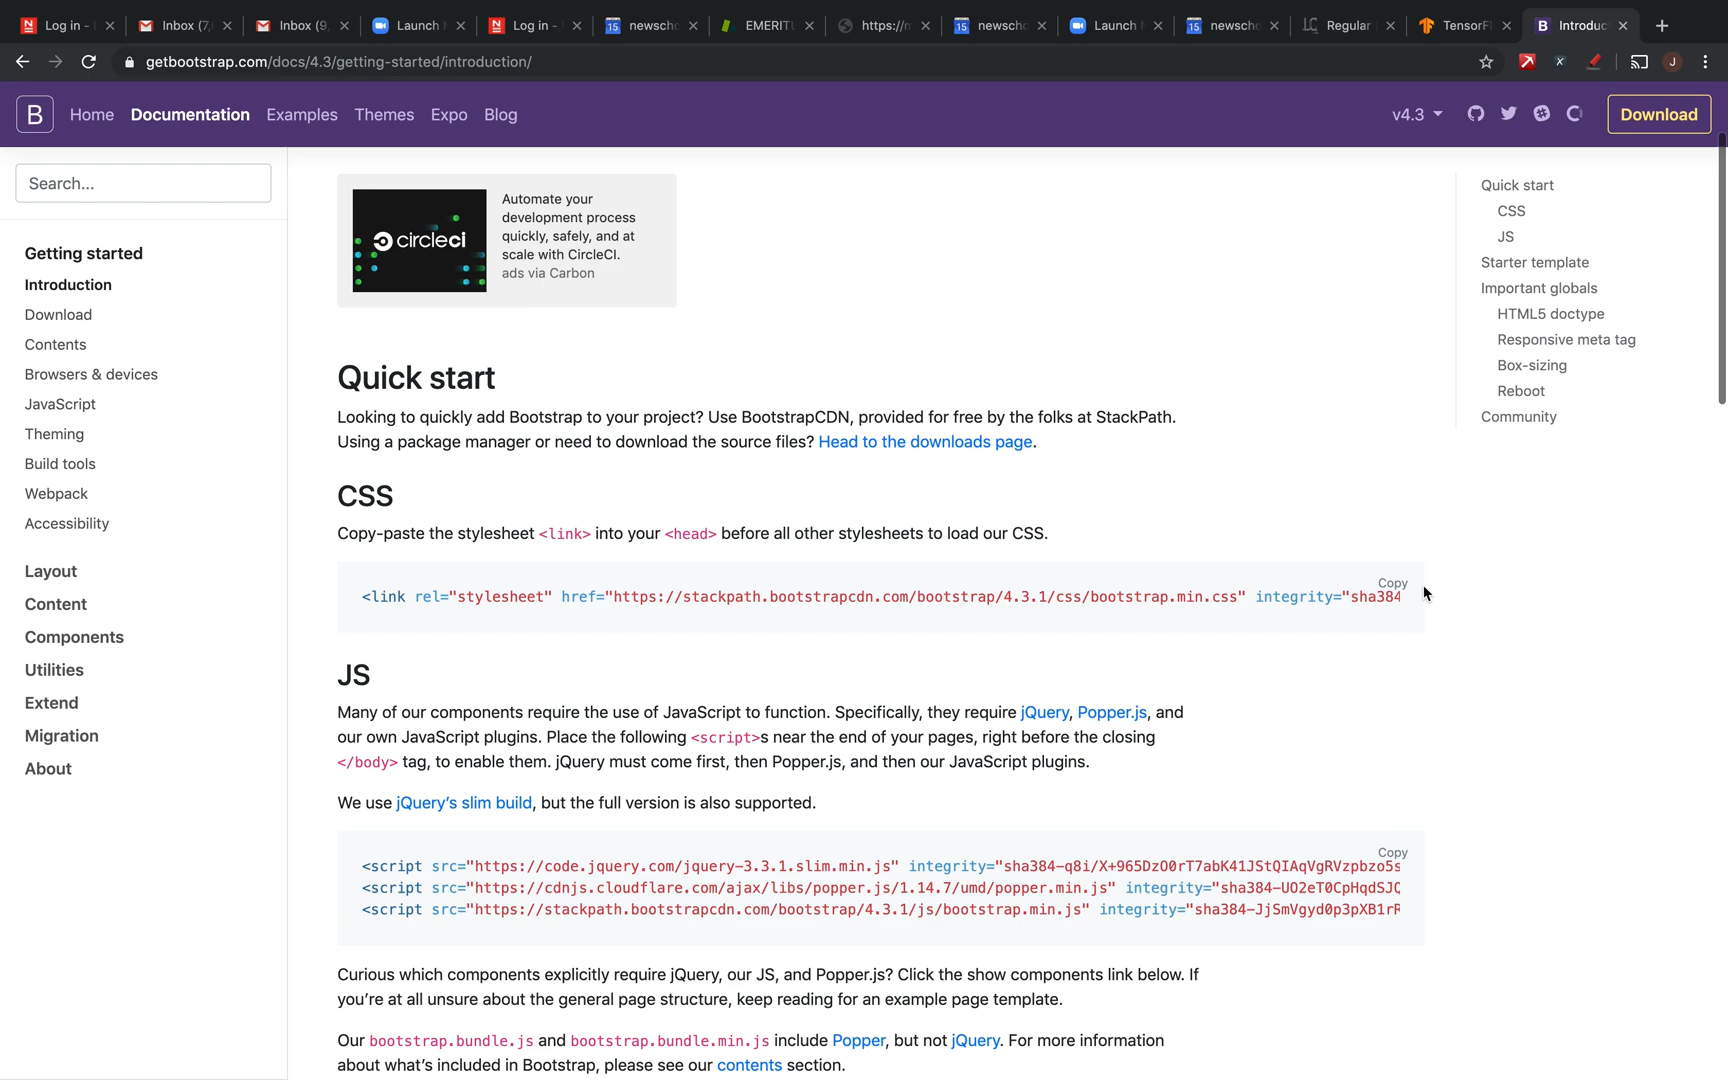 Log in -
Inbox (7,
Inbox (9,
Launch
Log in -
newsch
EMERIT
https://n
newsch
Launch
newsch
Regular
TensorFl
Introduc
getbootstrap.com/docs/4.3/getting-started/introduction/
J
B
Home
Documentation
Examples
Themes
Expo
Blog
v4.3
Download
Search...
Getting started
Introduction
Download
Contents
Browsers & devices
JavaScript
Theming
Build tools
Webpack
Accessibility
Layout
Content
Components
Utilities
Extend
Migration
About
circleci
Automate your
development process
quickly, safely, and at
scale with CircleCI.
ads via Carbon
Quick start
Looking to quickly add Bootstrap to your project? Use BootstrapCDN, provided for free by the folks at StackPath.
Using a package manager or need to download the source files? Head to the downloads page.
CSS
Copy-paste the stylesheet <link> into your <head> before all other stylesheets to load our CSS.
Copy
<link rel="stylesheet" href="https://stackpath.bootstrapcdn.com/bootstrap/4.3.1/css/bootstrap.min.css" integrity="sha384
JS
Many of our components require the use of JavaScript to function. Specifically, they require jQuery, Popper.js, and
our own JavaScript plugins. Place the following <script>s near the end of your pages, right before the closing
</body> tag, to enable them. jQuery must come first, then Popper.js, and then our JavaScript plugins.
We use jQuery's slim build, but the full version is also supported.
Copy
<script src="https://code.jquery.com/jquery-3.3.1.slim.min.js" integrity="sha384-q8i/X+965DzO0rT7abK41JStQIAqVgRVzpbzo5s
<script src="https://cdnjs.cloudflare.com/ajax/libs/popper.js/1.14.7/umd/popper.min.js" integrity="sha384-UO2eT0CpHqdSJQ
<script src="https://stackpath.bootstrapcdn.com/bootstrap/4.3.1/js/bootstrap.min.js" integrity="sha384-JjSmVgyd0p3pXB1rR
Curious which components explicitly require jQuery, our JS, and Popper.js? Click the show components link below. If
you're at all unsure about the general page structure, keep reading for an example page template.
Our bootstrap.bundle.js and bootstrap.bundle.min.js include Popper, but not jQuery. For more information
about what's included in Bootstrap, please see our contents section.
Quick start
CSS
JS
Starter template
Important globals
HTML5 doctype
Responsive meta tag
Box-sizing
Reboot
Community